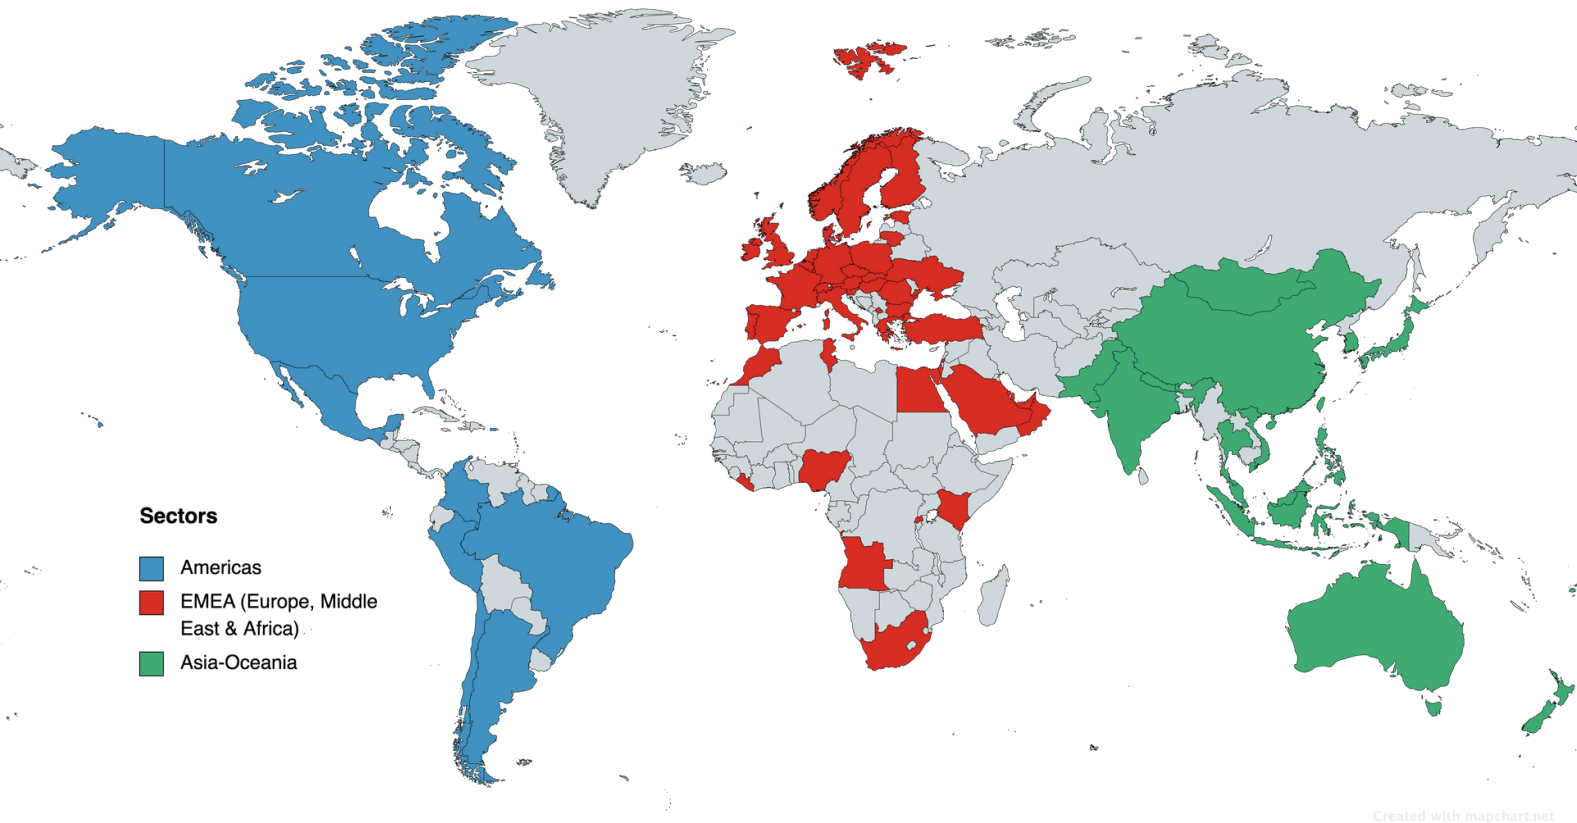 Sectors
Americas
EMEA (Europe, Middle
East & Africa)
Asia-Oceania
Created with mapchart.net